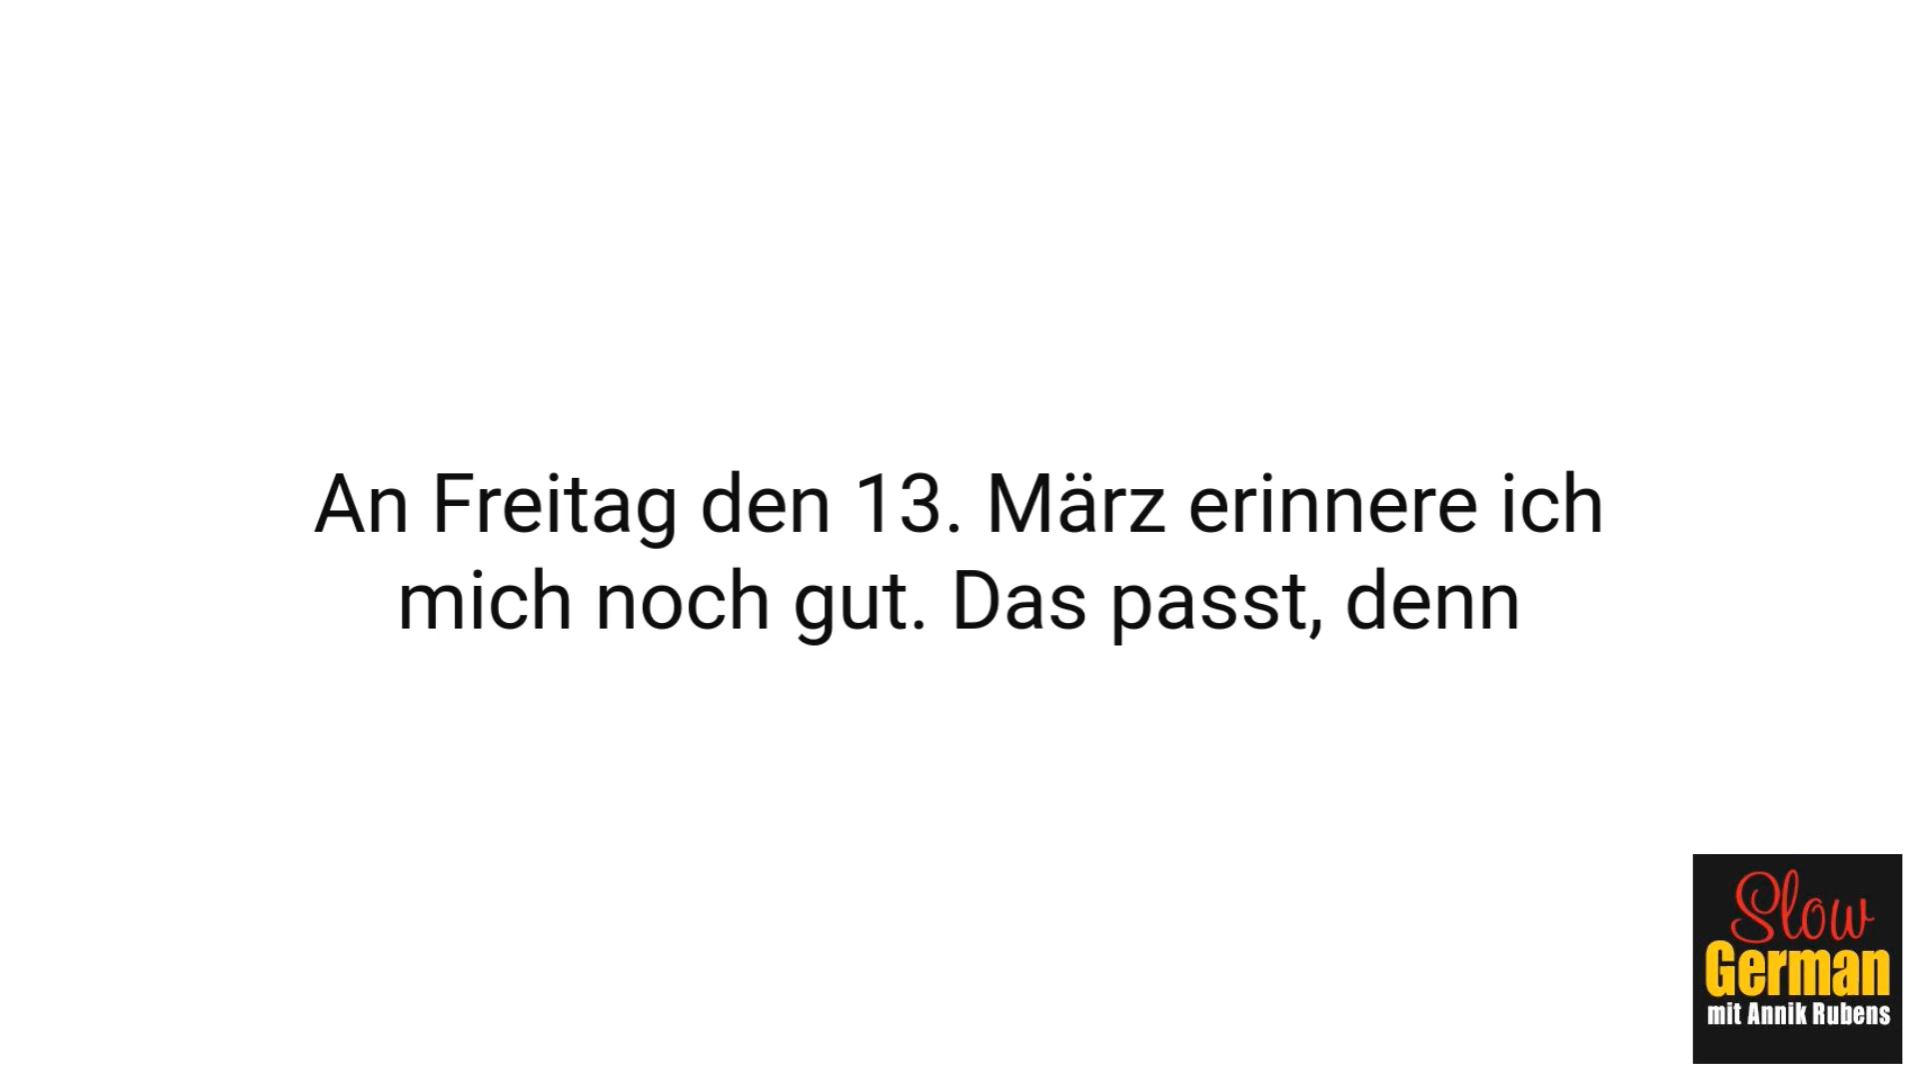 An Freitag den 13. März erinnere ich
mich noch gut. Das passt, denn
Slow
German
mit Annik Rubens